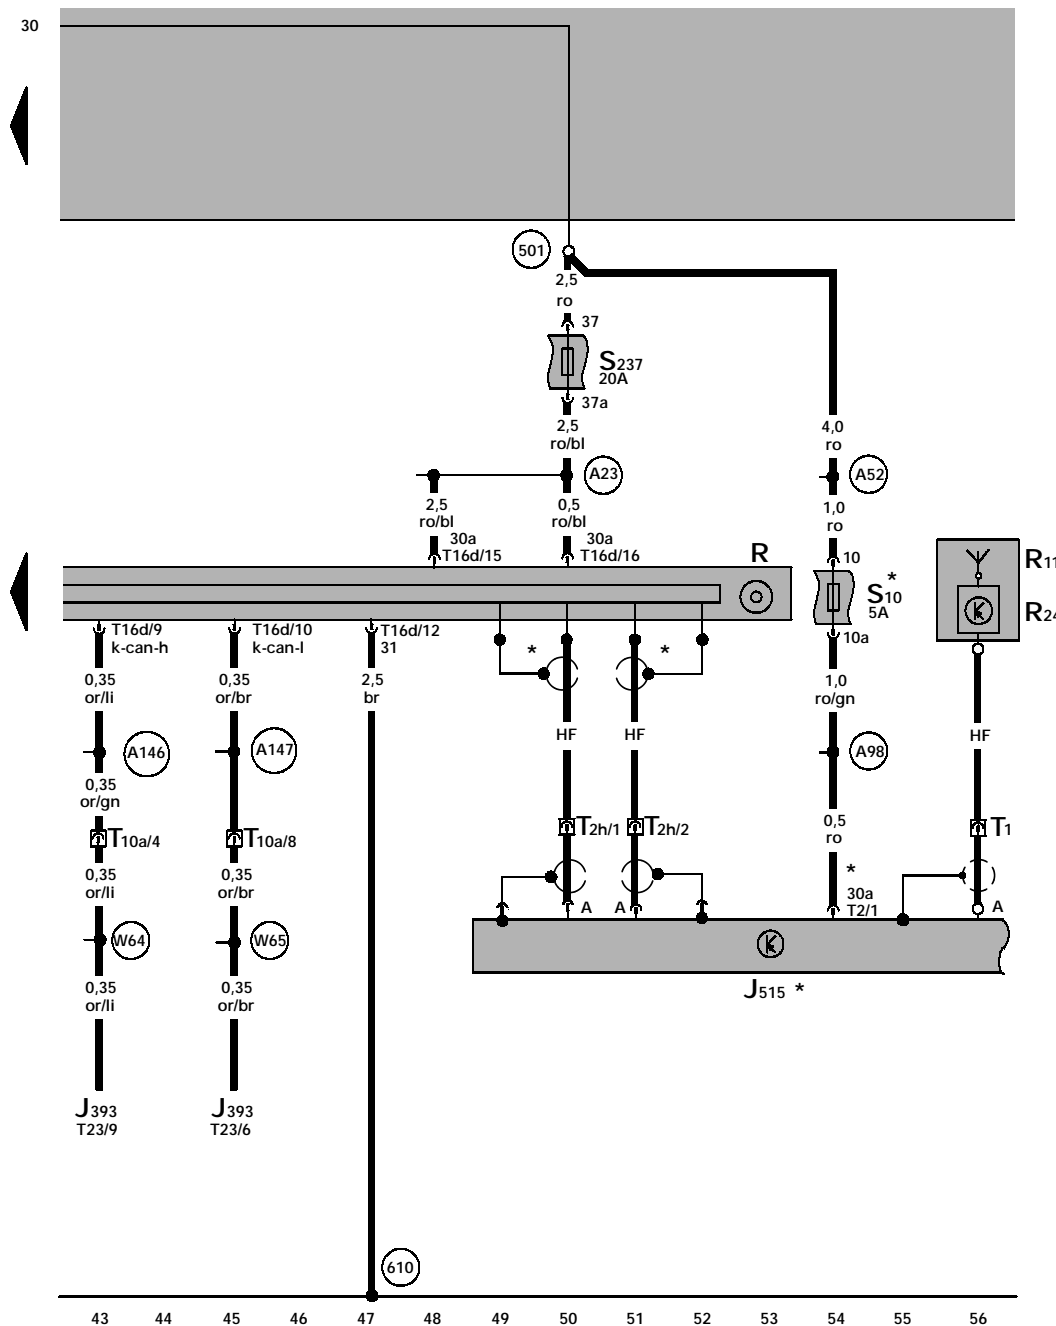 30
501
2,5
ro
37
S237
20A
37a
2,5
ro/bl
4,0
ro
A23
A52
2,5
ro/bl
0,5
ro/bl
1,0
ro
30a
T16d/15
30a
T16d/16
R
10
S10 *
5A
10a
R11
R24
T16d/9
k-can-h
T16d/10
k-can-l
T16d/12
31
*
*
0,35
or/li
0,35
or/br
2,5
br
1,0
ro/gn
HF
HF
HF
A146
A147
A98
0,35
or/gn
T10a/4
T10a/8
T2h/1
T2h/2
0,5
ro
T1
0,35
or/li
0,35
or/br
*
30a
T2/1
A
A
A
W64
W65
0,35
or/li
0,35
or/br
J515 *
J393
T23/9
J393
T23/6
610
43 44 45 46 47 48 49 50 51 52 53 54 55 56